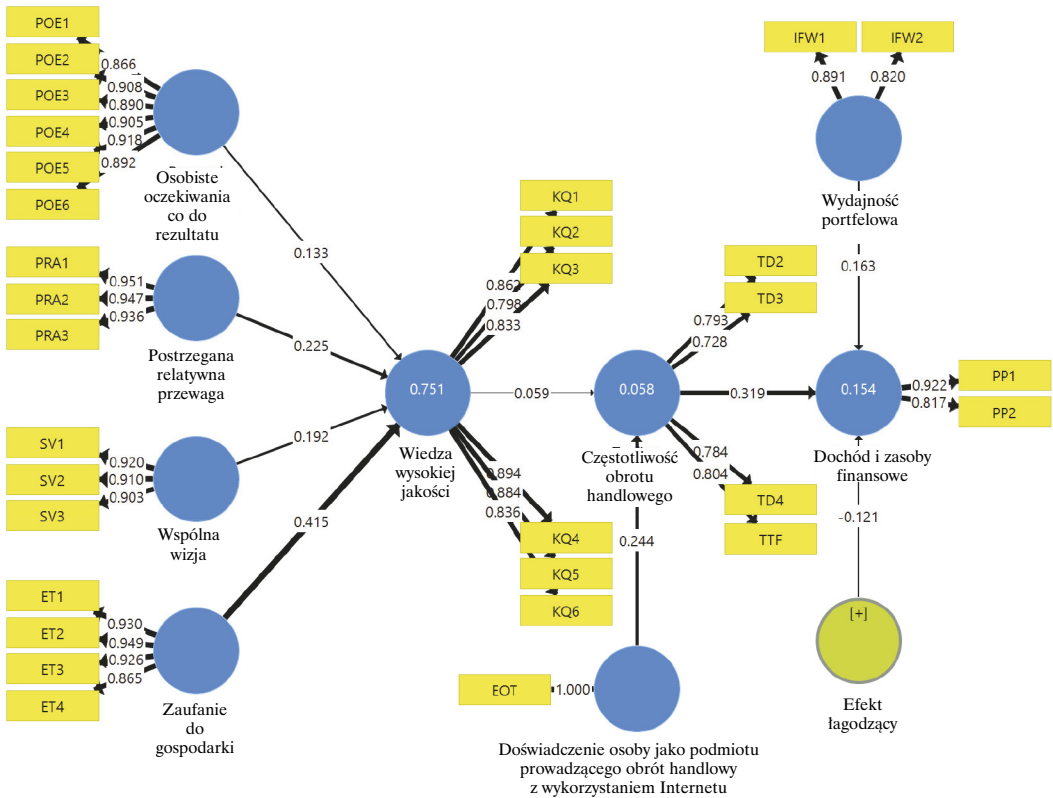 POE1
POE2
POE3
POE4
POE5
POE6
0.866
0.908
0.890
0.905
0.918
0.892
Osobiste
oczekiwania
co do
rezultatu
0.133
PRA1
PRA2
PRA3
0.951
0.947
0.936
Postrzegana
relatywna
przewaga
0.225
SV1
SV2
SV3
0.920
0.910
0.903
Wspólna
wizja
0.192
ET1
ET2
ET3
ET4
0.930
0.949
0.926
0.865
Zaufanie
do
gospodarki
0.415
KQ1
KQ2
KQ3
0.862
0.798
0.833
0.751
Wiedza
wysokiej
jakości
0.894
0.884
0.836
KQ4
KQ5
KQ6
0.059
TD2
TD3
0.793
0.728
0.058
Częstotliwość
obrotu
handlowego
0.784
0.804
TD4
TTF
0.244
EOT
1.000
Doświadczenie osoby jako podmiotu
prowadzącego obrót handlowy
z wykorzystaniem Internetu
0.319
IFW1
IFW2
0.891
0.820
Wydajność
portfelowa
0.163
0.154
Dochód i zasoby
finansowe
0.922
0.817
PP1
PP2
-0.121
[+]
Efekt
łagodzący